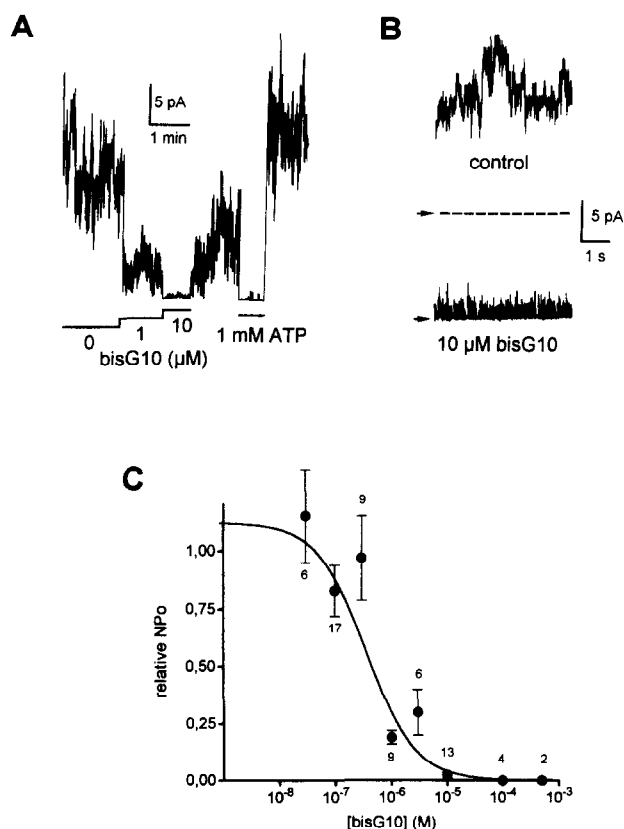 A
5 pA
1 min
0
1
10
bisG10 (µM)
1 mM ATP
B
control
5 pA
1 s
10 µM bisG10
C
relative NPo
1,00
0,75
0,50
0,25
0,00
6
17
9
9
6
13
4
2
10⁻⁸
10⁻⁷
10⁻⁶
10⁻⁵
10⁻⁴
10⁻³
[bisG10] (M)